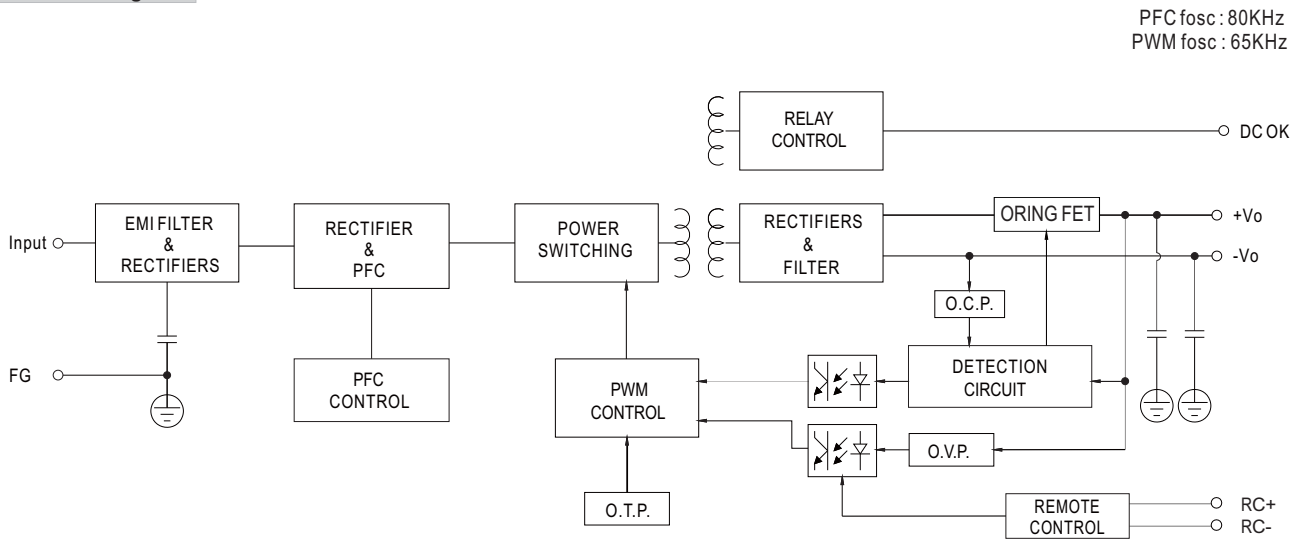 PFC fosc : 80KHz
PWM fosc : 65KHz
RELAY
CONTROL
DC OK
EMI FILTER
&
RECTIFIERS
RECTIFIER
&
PFC
POWER
SWITCHING
RECTIFIERS
&
FILTER
ORING FET
+Vo
-Vo
Input
O.C.P.
FG
PFC
CONTROL
PWM
CONTROL
DETECTION
CIRCUIT
O.V.P.
O.T.P.
REMOTE
CONTROL
RC+
RC-